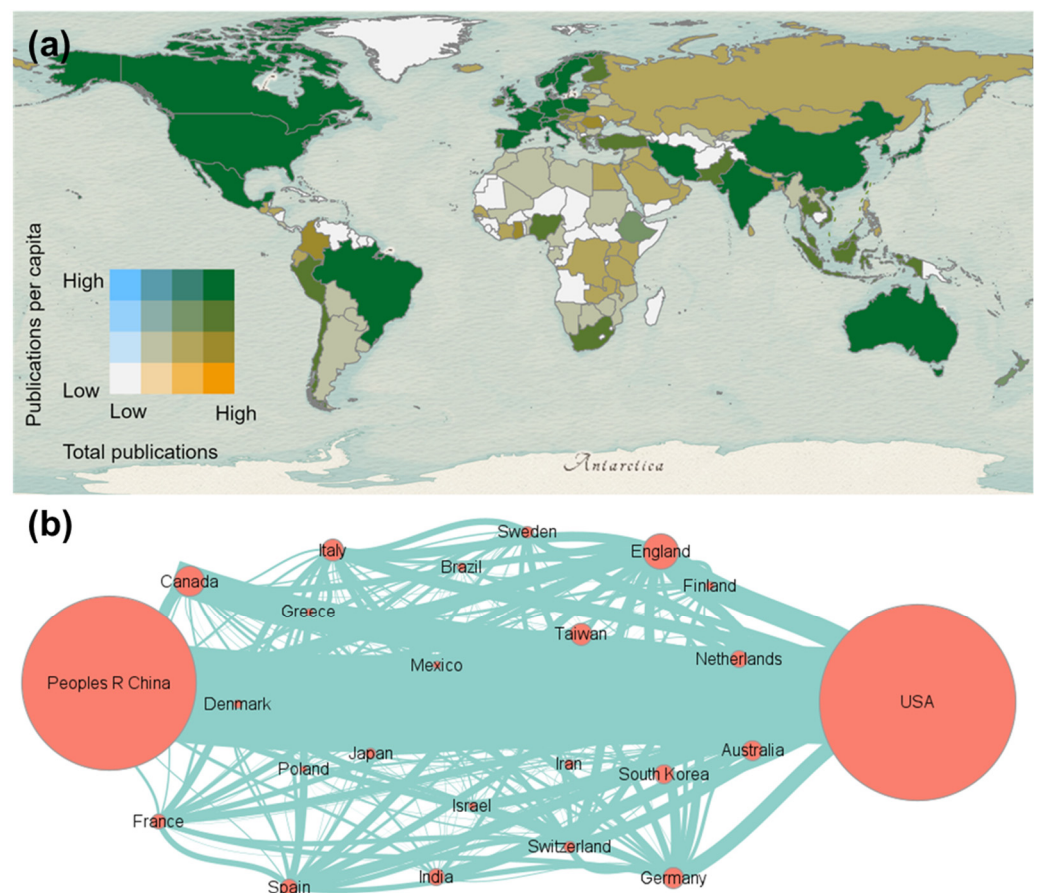 (a)
Publications per capita
High
Low
Low
High
Total publications
Antarctica
(b)
Sweden
Italy
England
Brazil
Canada
Finland
Greece
Taiwan
Netherlands
Mexico
Peoples R China
USA
Denmark
Japan
Australia
Poland
Iran
South Korea
Israel
France
Switzerland
India
Germany
Spain